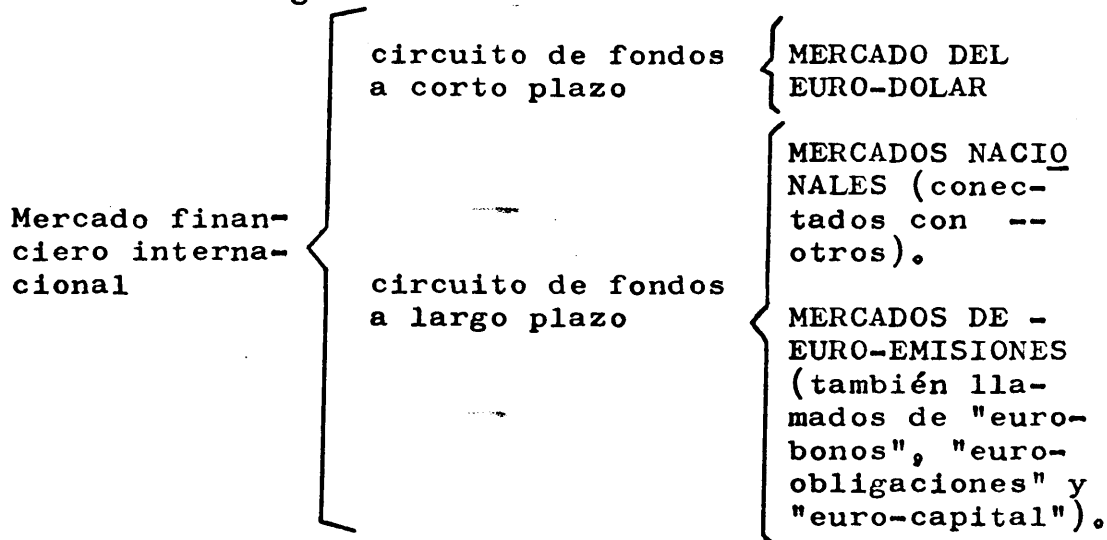 circuito de fondos
a corto plazo
MERCADO DEL
EURO-DOLAR
Mercado finan-
ciero interna-
cional
circuito de fondos
a largo plazo
MERCADOS NACIO
NALES (conec-
tados con --
otros).
MERCADOS DE -
EURO-EMISIONES
(también lla-
mados de "euro-
bonos", "euro-
obligaciones" y
"euro-capital").